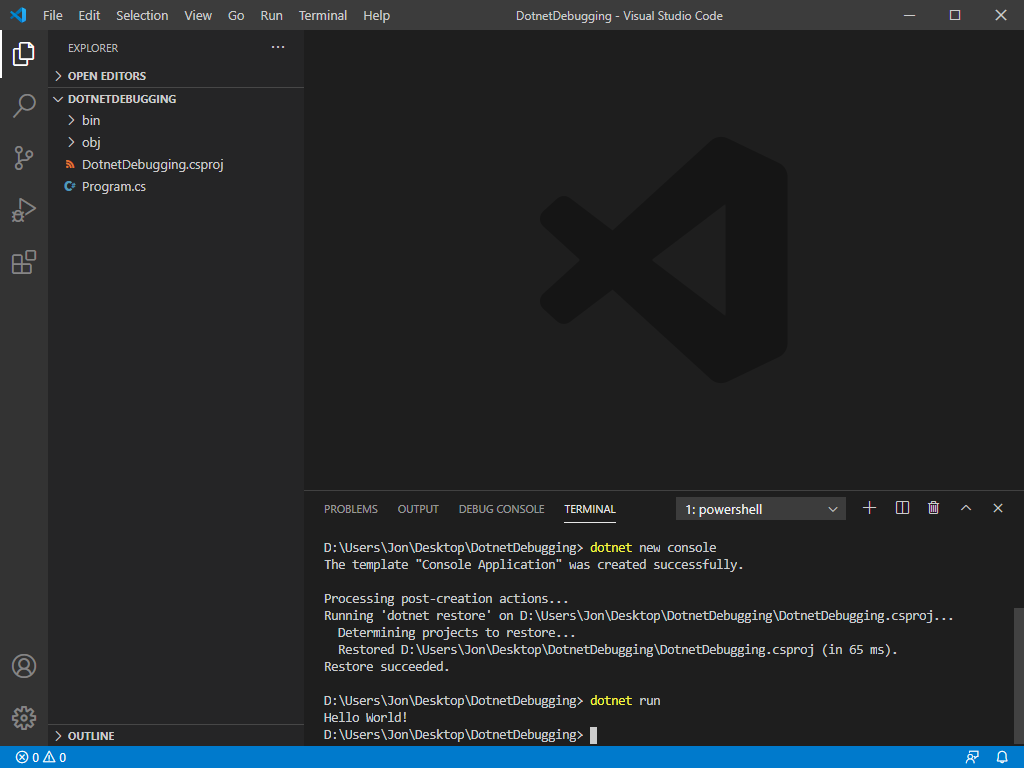 File Edit Selection View Go Run Terminal Help
DotnetDebugging - Visual Studio Code
EXPLORER
OPEN EDITORS
DOTNETDEBUGGING
bin
obj
DotnetDebugging.csproj
C# Program.cs
PROBLEMS OUTPUT DEBUG CONSOLE TERMINAL
1: powershell
D:\Users\Jon\Desktop\DotnetDebugging> dotnet new console
The template "Console Application" was created successfully.
Processing post-creation actions...
Running 'dotnet restore' on D:\Users\Jon\Desktop\DotnetDebugging\DotnetDebugging.csproj...
Determining projects to restore...
Restored D:\Users\Jon\Desktop\DotnetDebugging\DotnetDebugging.csproj (in 65 ms).
Restore succeeded.
D:\Users\Jon\Desktop\DotnetDebugging> dotnet run
Hello World!
D:\Users\Jon\Desktop\DotnetDebugging>
OUTLINE
0 0